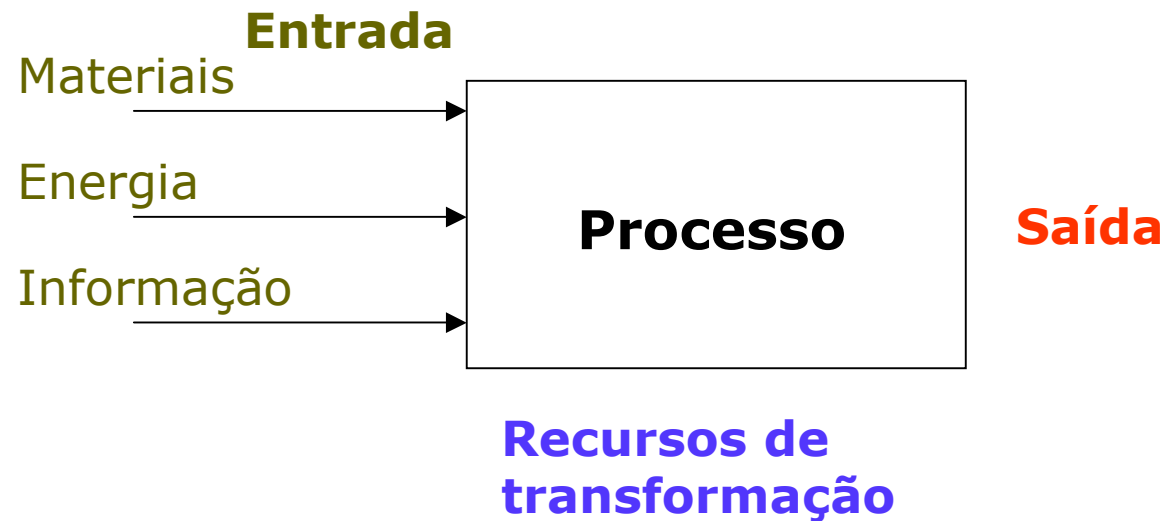 Entrada
Materiais
Energia
Processo
Saída
Informação
Recursos de
transformação